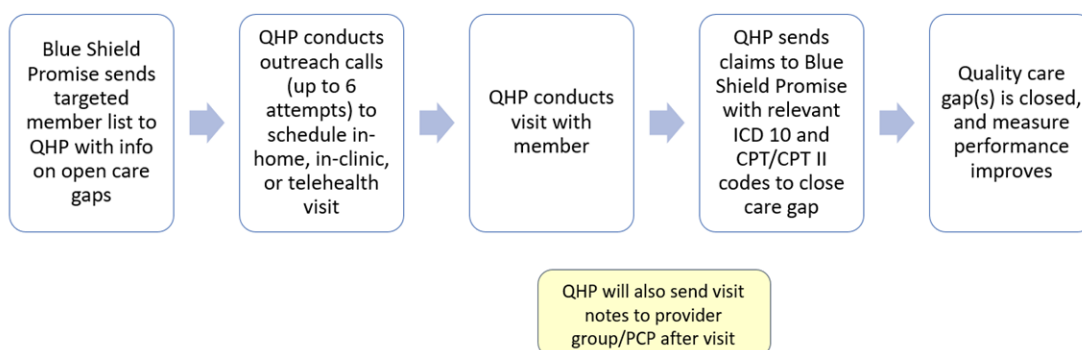 Blue Shield
Promise sends
targeted
member list to
QHP with info
on open care
gaps
QHP conducts
outreach calls
(up to 6
attempts) to
schedule in-
home, in-clinic,
or telehealth
visit
QHP conducts
visit with
member
QHP sends
claims to Blue
Shield Promise
with relevant
ICD 10 and
CPT/CPT II
codes to close
care gap
Quality care
gap(s) is closed,
and measure
performance
improves
QHP will also send visit
notes to provider
group/PCP after visit